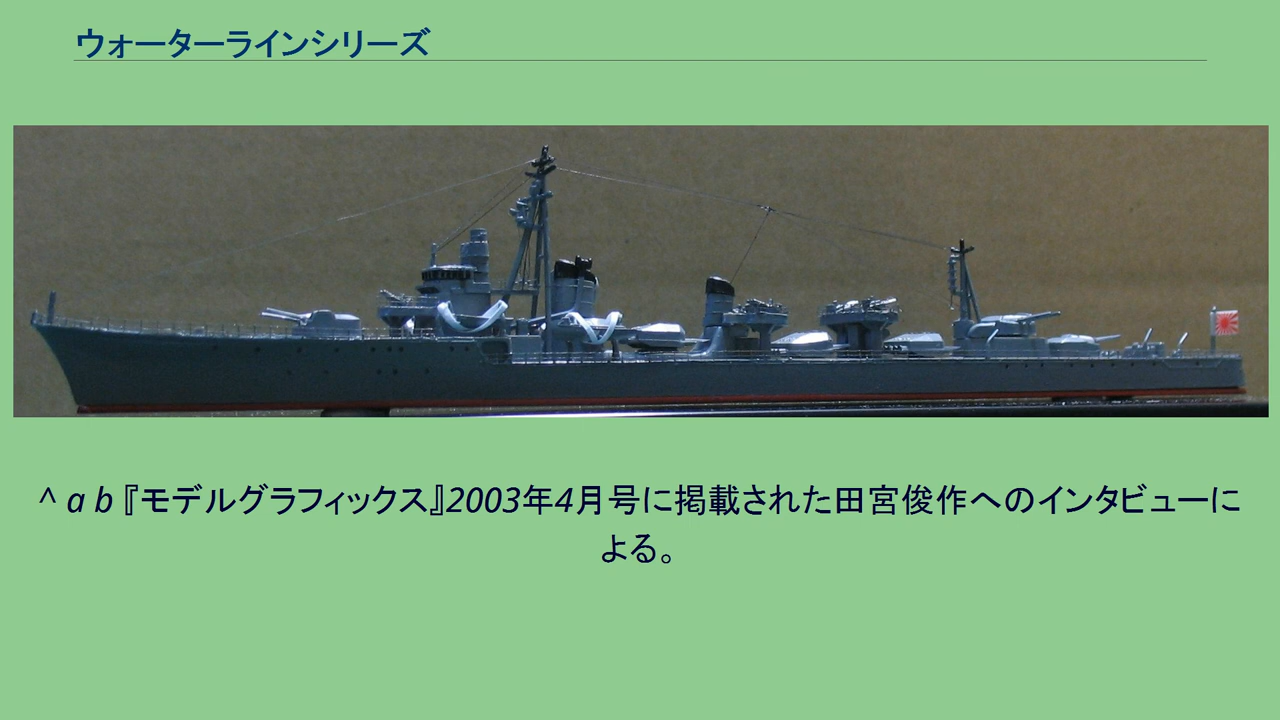 ウォーターラインシリーズ
^ a b 『モデルグラフィックス』2003年4月号に掲載された田宮俊作へのインタビューに
よる。